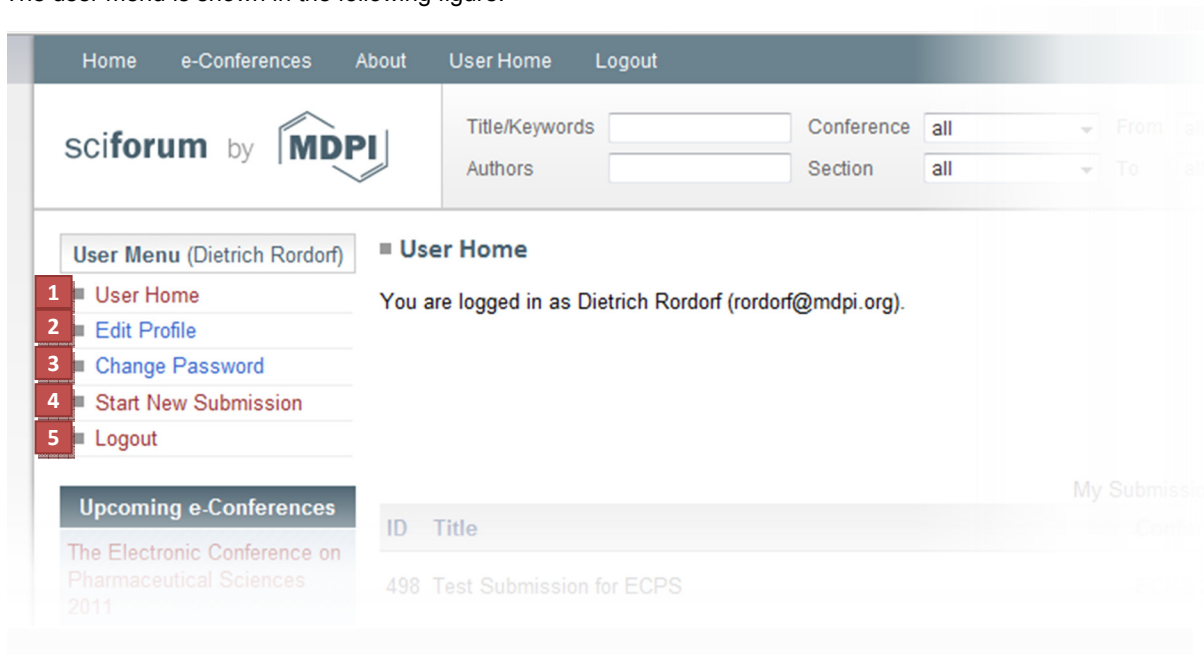 The user menu is shown in the following figure.
Home e-Conferences About User Home Logout
sciforum by MDPI
Title/Keywords Conference all From
Authors Section all To
User Menu (Dietrich Rordorf)
1 User Home
2 Edit Profile
3 Change Password
4 Start New Submission
5 Logout
User Home
You are logged in as Dietrich Rordorf (rordorf@mdpi.org).
Upcoming e-Conferences
The Electronic Conference on
Pharmaceutical Sciences
2011
My
ID Title
498 Test Submission for ECPS